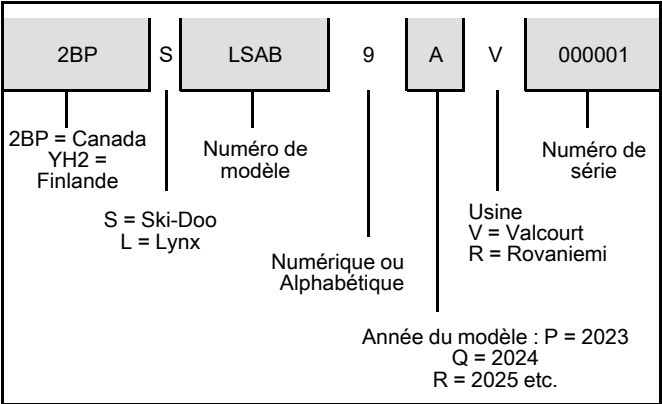 2BP S LSAB 9 A V 000001
2BP = Canada
YH2 =
Finlande
Numéro de
modèle
Numéro de
série
S = Ski-Doo
L = Lynx
Usine
V = Valcourt
R = Rovaniemi
Numérique ou
Alphabétique
Année du modèle : P = 2023
Q = 2024
R = 2025 etc.